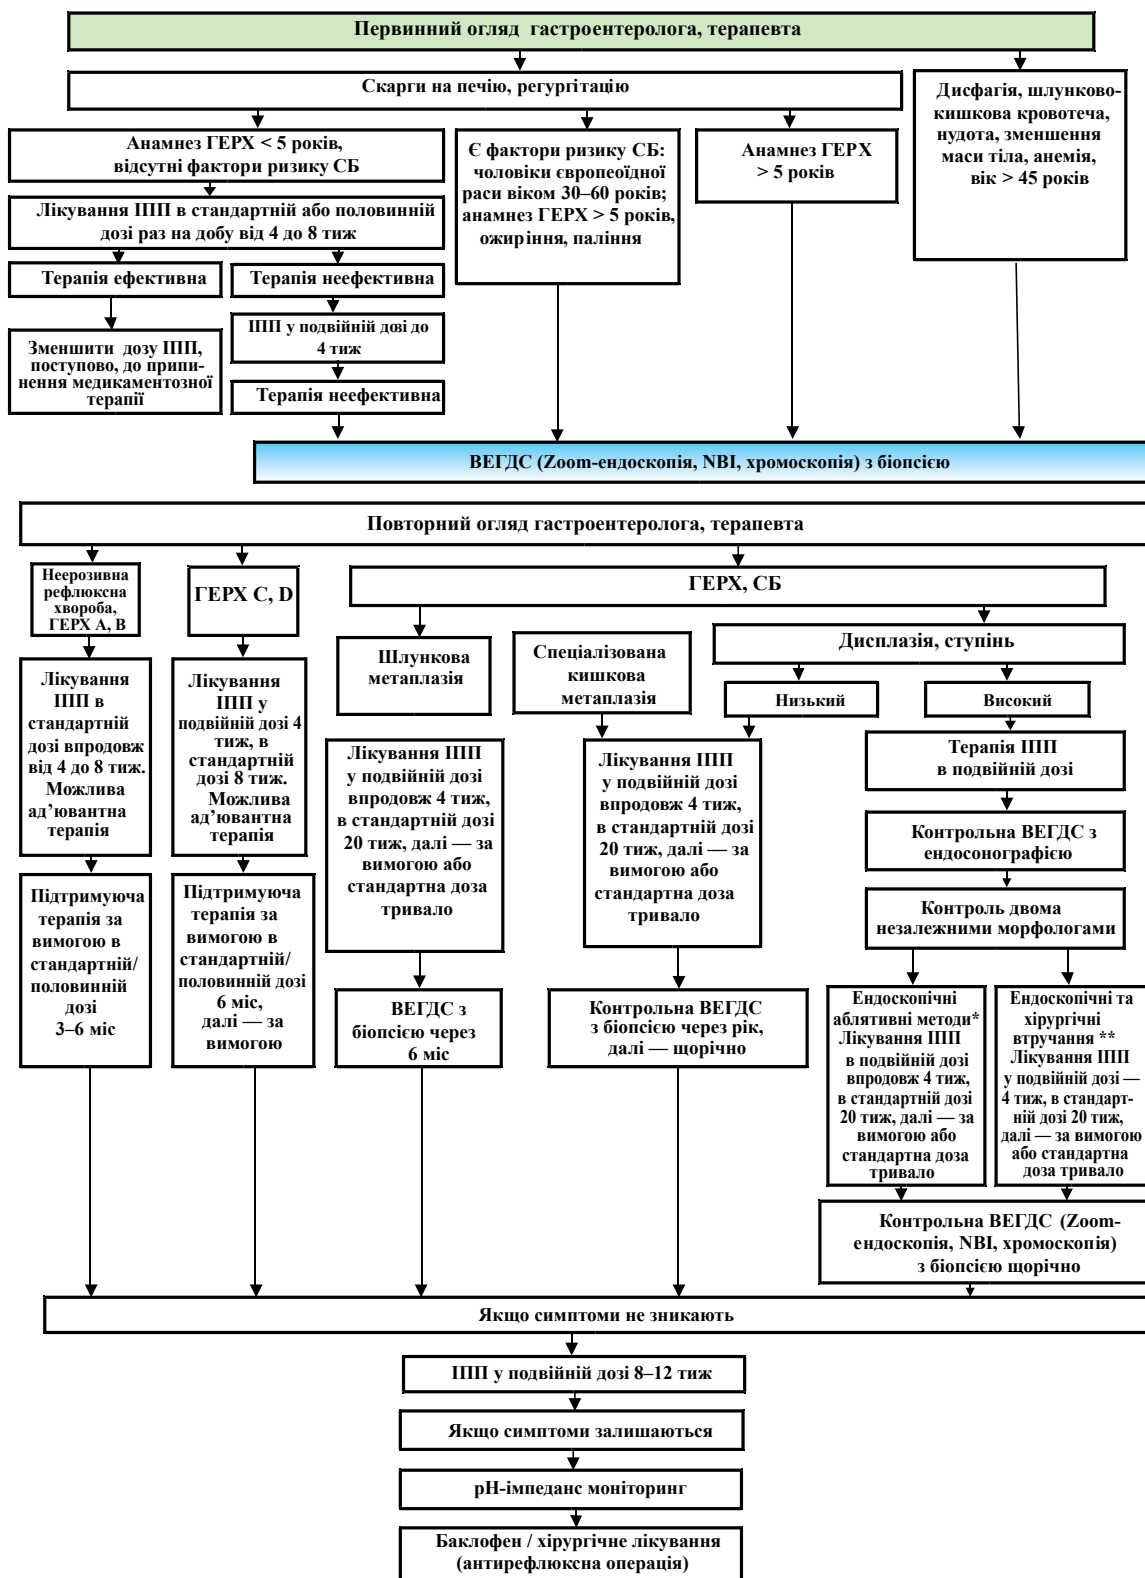 Первинний огляд гастроентеролога, терапевта
Скарги на печію, регургітацію
Дисфагія, шлунково-
кишкова кровотеча,
нудота, зменшення
маси тіла, анемія,
вік > 45 років
Анамнез ГЕРХ < 5 років,
відсутні фактори ризику СБ
Є фактори ризику СБ:
чоловіки європеоїдної
раси віком 30–60 років;
анамнез ГЕРХ > 5 років,
ожиріння, паління
Анамнез ГЕРХ
> 5 років
Лікування ІПП в стандартній або половинній
дозі раз на добу від 4 до 8 тиж
Терапія ефективна
Терапія неефективна
Зменшити дозу ІПП,
поступово, до припи-
нення медикаментозної
терапії
ІПП у подвійній дозі до
4 тиж
Терапія неефективна
ВЕГДС (Zoom-ендоскопія, NBI, хромоскопія) з біопсією
Повторний огляд гастроентеролога, терапевта
Неерозивна
рефлюксна
хвороба,
ГЕРХ А, В
ГЕРХ С, D
ГЕРХ, СБ
Шлункова
метаплазія
Спеціалізована
кишкова
метаплазія
Дисплазія, ступінь
Низький
Високий
Лікування
ІПП в
стандартній
дозі впродовж
від 4 до 8 тиж.
Можлива
ад’ювантна
терапія
Лікування
ІПП у
подвійній дозі 4
тиж, в
стандартній
дозі 8 тиж.
Можлива
ад’ювантна
терапія
Лікування ІПП
у подвійній дозі
впродовж 4 тиж,
в стандартній дозі
20 тиж, далі — за
вимогою або
стандартна доза
тривало
Лікування ІПП
у подвійній дозі
впродовж 4 тиж,
в стандартній дозі
20 тиж, далі — за
вимогою або
стандартна доза
тривало
Терапія ІПП
в подвійній дозі
Контрольна ВЕГДС з
ендосонографією
Контроль двома
незалежними морфологами
Підтримуюча
терапія за
вимогою в
стандартній/
половинній
дозі
3–6 міс
Підтримуюча
терапія за
вимогою в
стандартній/
половинній дозі
6 міс,
далі — за
вимогою
ВЕГДС з
біопсією через
6 міс
Контрольна ВЕГДС
з біопсією через рік,
далі — щорічно
Ендоскопічні
аблятивні методи*
Лікування ІПП
в подвійній дозі
впродовж 4 тиж,
в стандартній дозі
20 тиж, далі — за
вимогою або
стандартна доза
тривало
Ендоскопічні та
хірургічні
втручання **
Лікування ІПП
у подвійній дозі —
4 тиж, в стандарт-
ній дозі 20 тиж,
далі — за вимогою
або стандартна
доза тривало
Контрольна ВЕГДС (Zoom-
ендоскопія, NBI, хромоскопія)
з біопсією щорічно
Якщо симптоми не зникають
ІПП у подвійній дозі 8–12 тиж
Якщо симптоми залишаються
рН-імпеданс моніторинг
Баклофен / хірургічне лікування
(антирефлюксна операція)